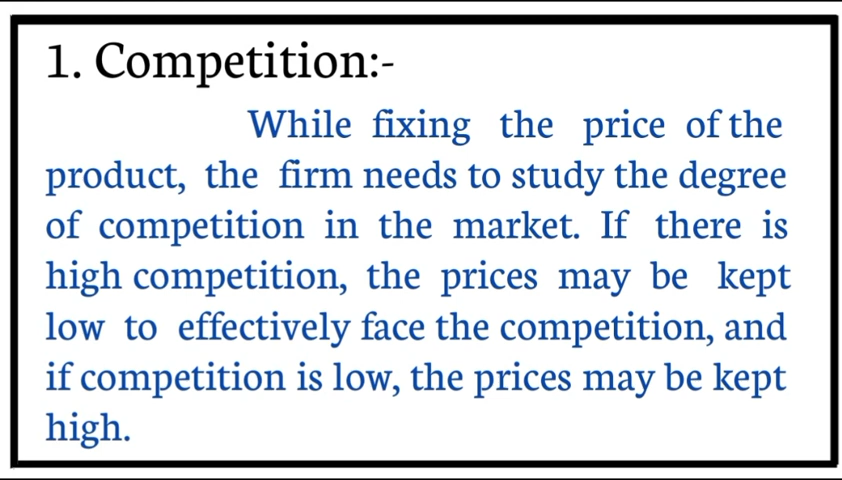 1. Competition:-
While fixing the price of the
product, the firm needs to study the degree
of competition in the market. If there is
high competition, the prices may be kept
low to effectively face the competition, and
if competition is low, the prices may be kept
high.